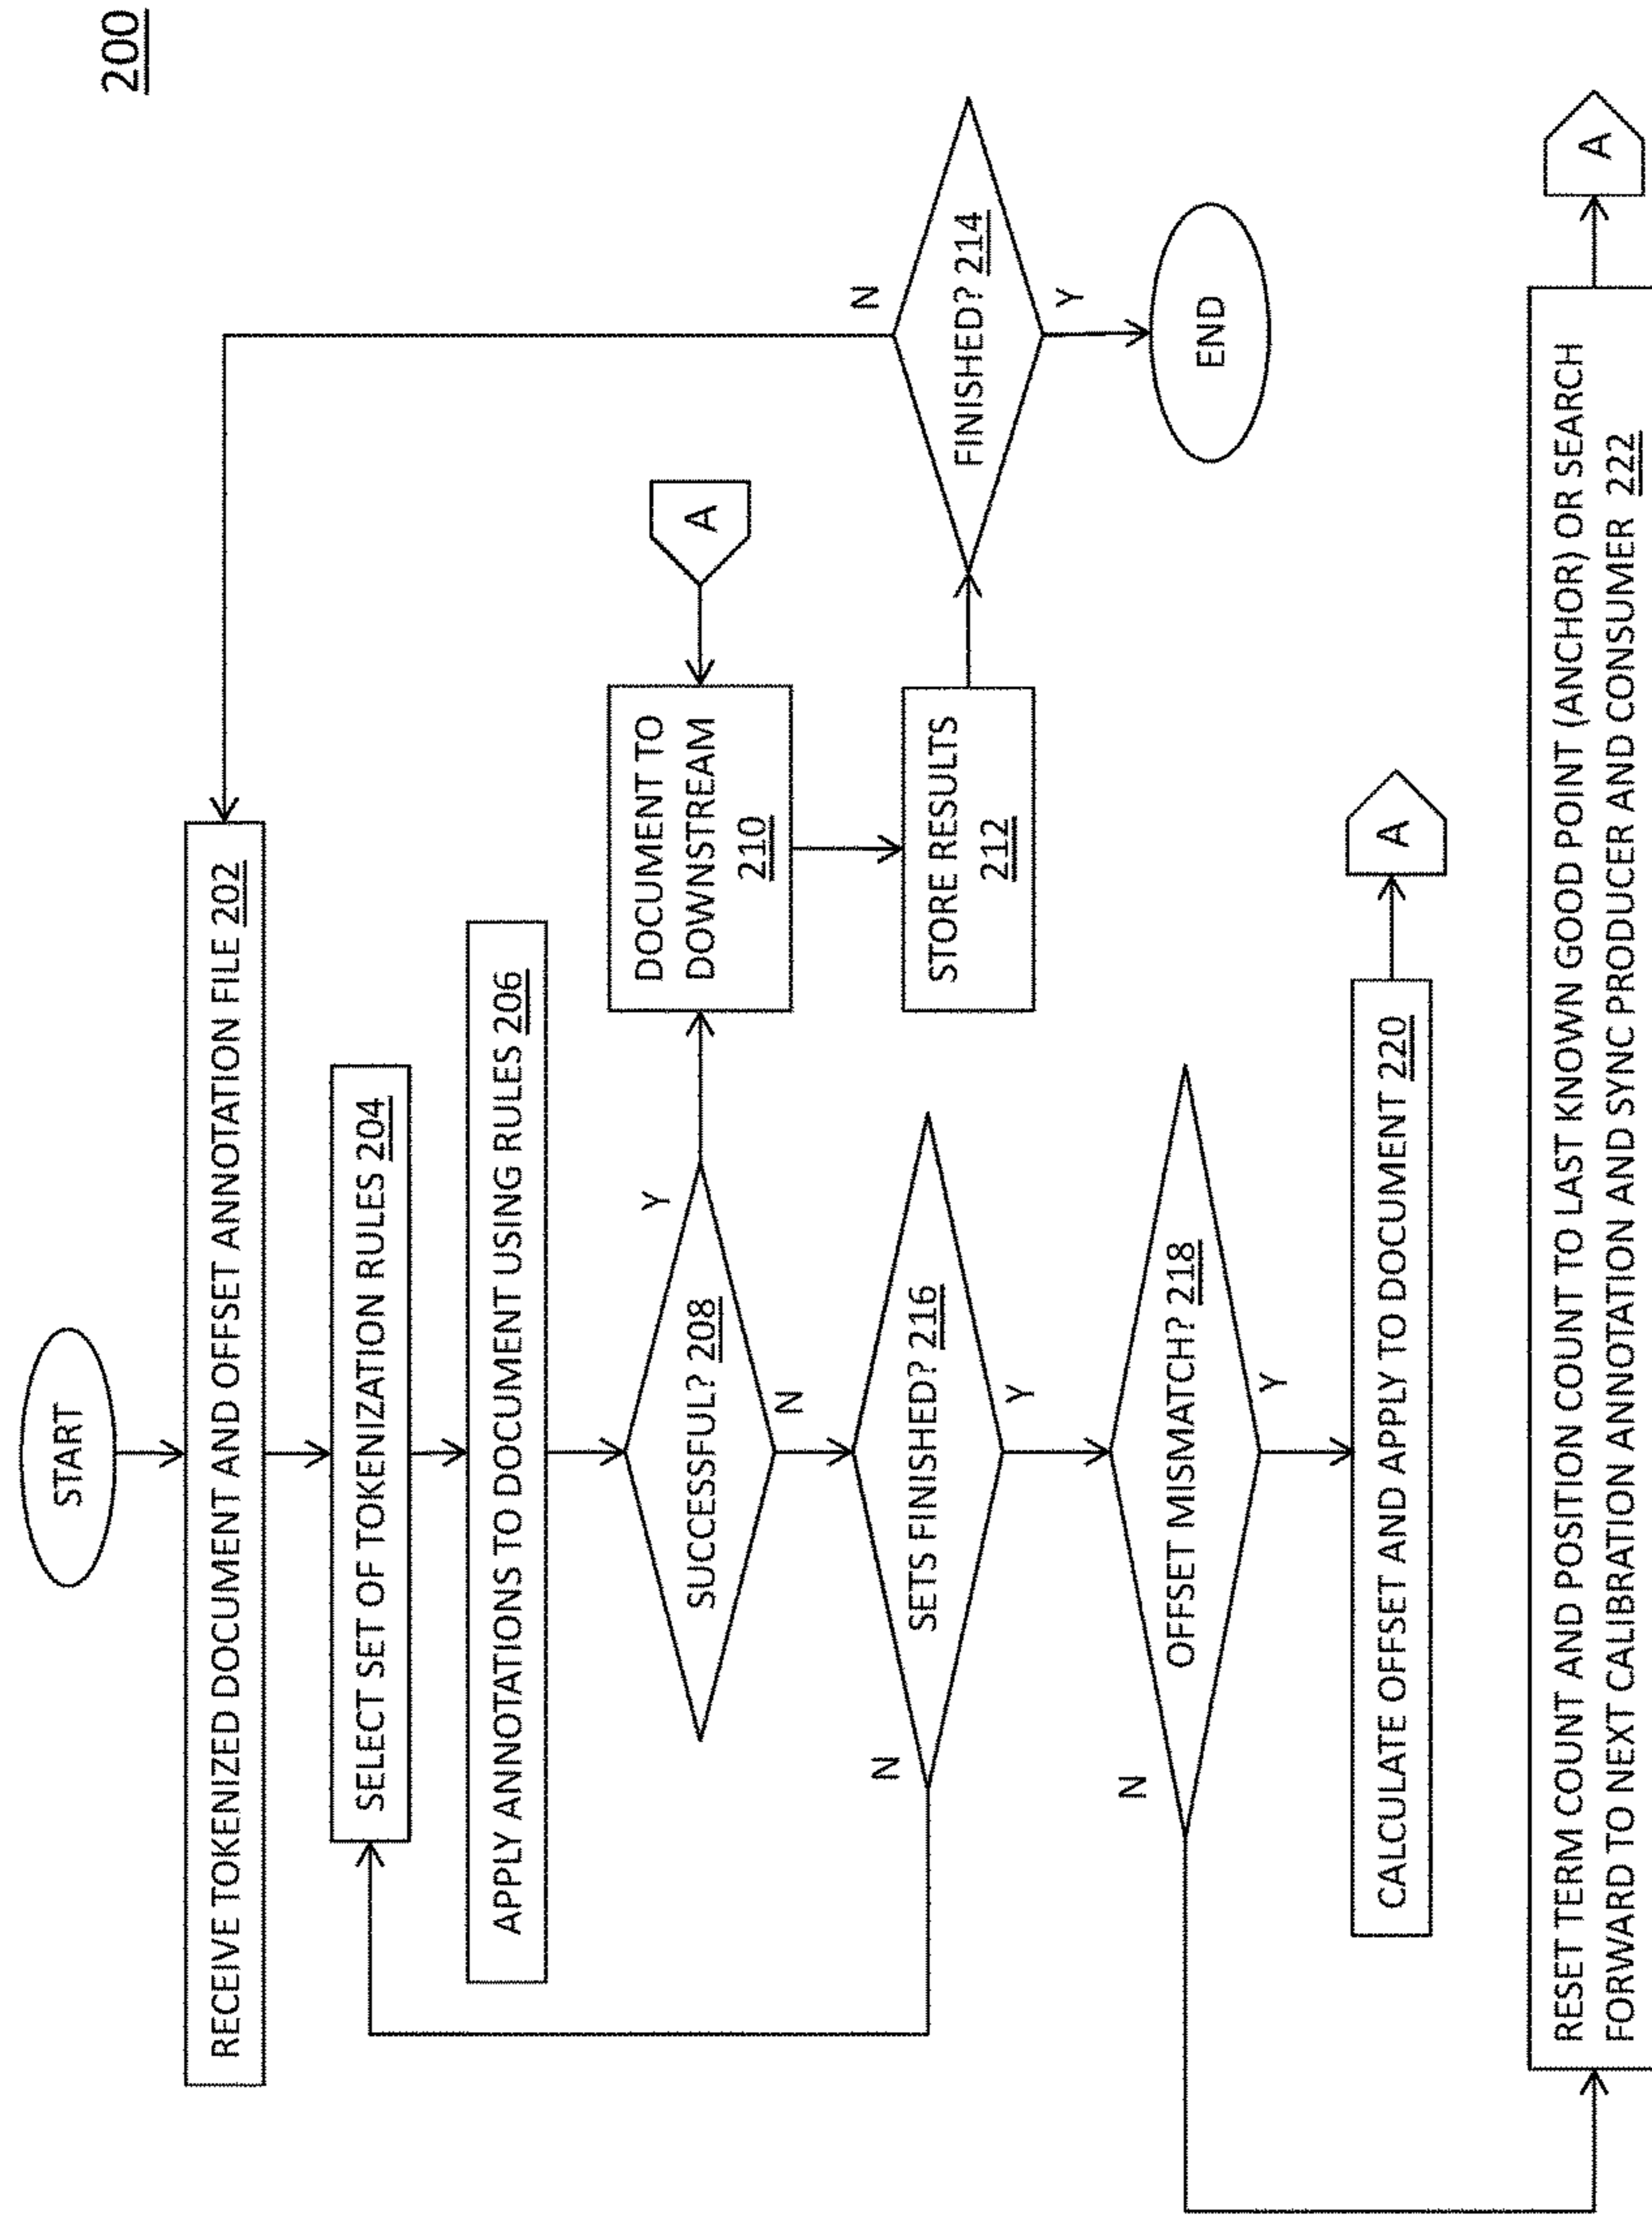 200
START
RECEIVE TOKENIZED DOCUMENT AND OFFSET ANNOTATION FILE 202
SELECT SET OF TOKENIZATION RULES 204
APPLY ANNOTATIONS TO DOCUMENT USING RULES 206
SUCCESSFUL? 208
Y
N
DOCUMENT TO
DOWNSTREAM
210
A
STORE RESULTS
212
FINISHED? 214
N
Y
END
SETS FINISHED? 216
N
Y
OFFSET MISMATCH? 218
N
Y
CALCULATE OFFSET AND APPLY TO DOCUMENT 220
A
RESET TERM COUNT AND POSITION COUNT TO LAST KNOWN GOOD POINT (ANCHOR) OR SEARCH
FORWARD TO NEXT CALIBRATION ANNOTATION AND SYNC PRODUCER AND CONSUMER 222
A